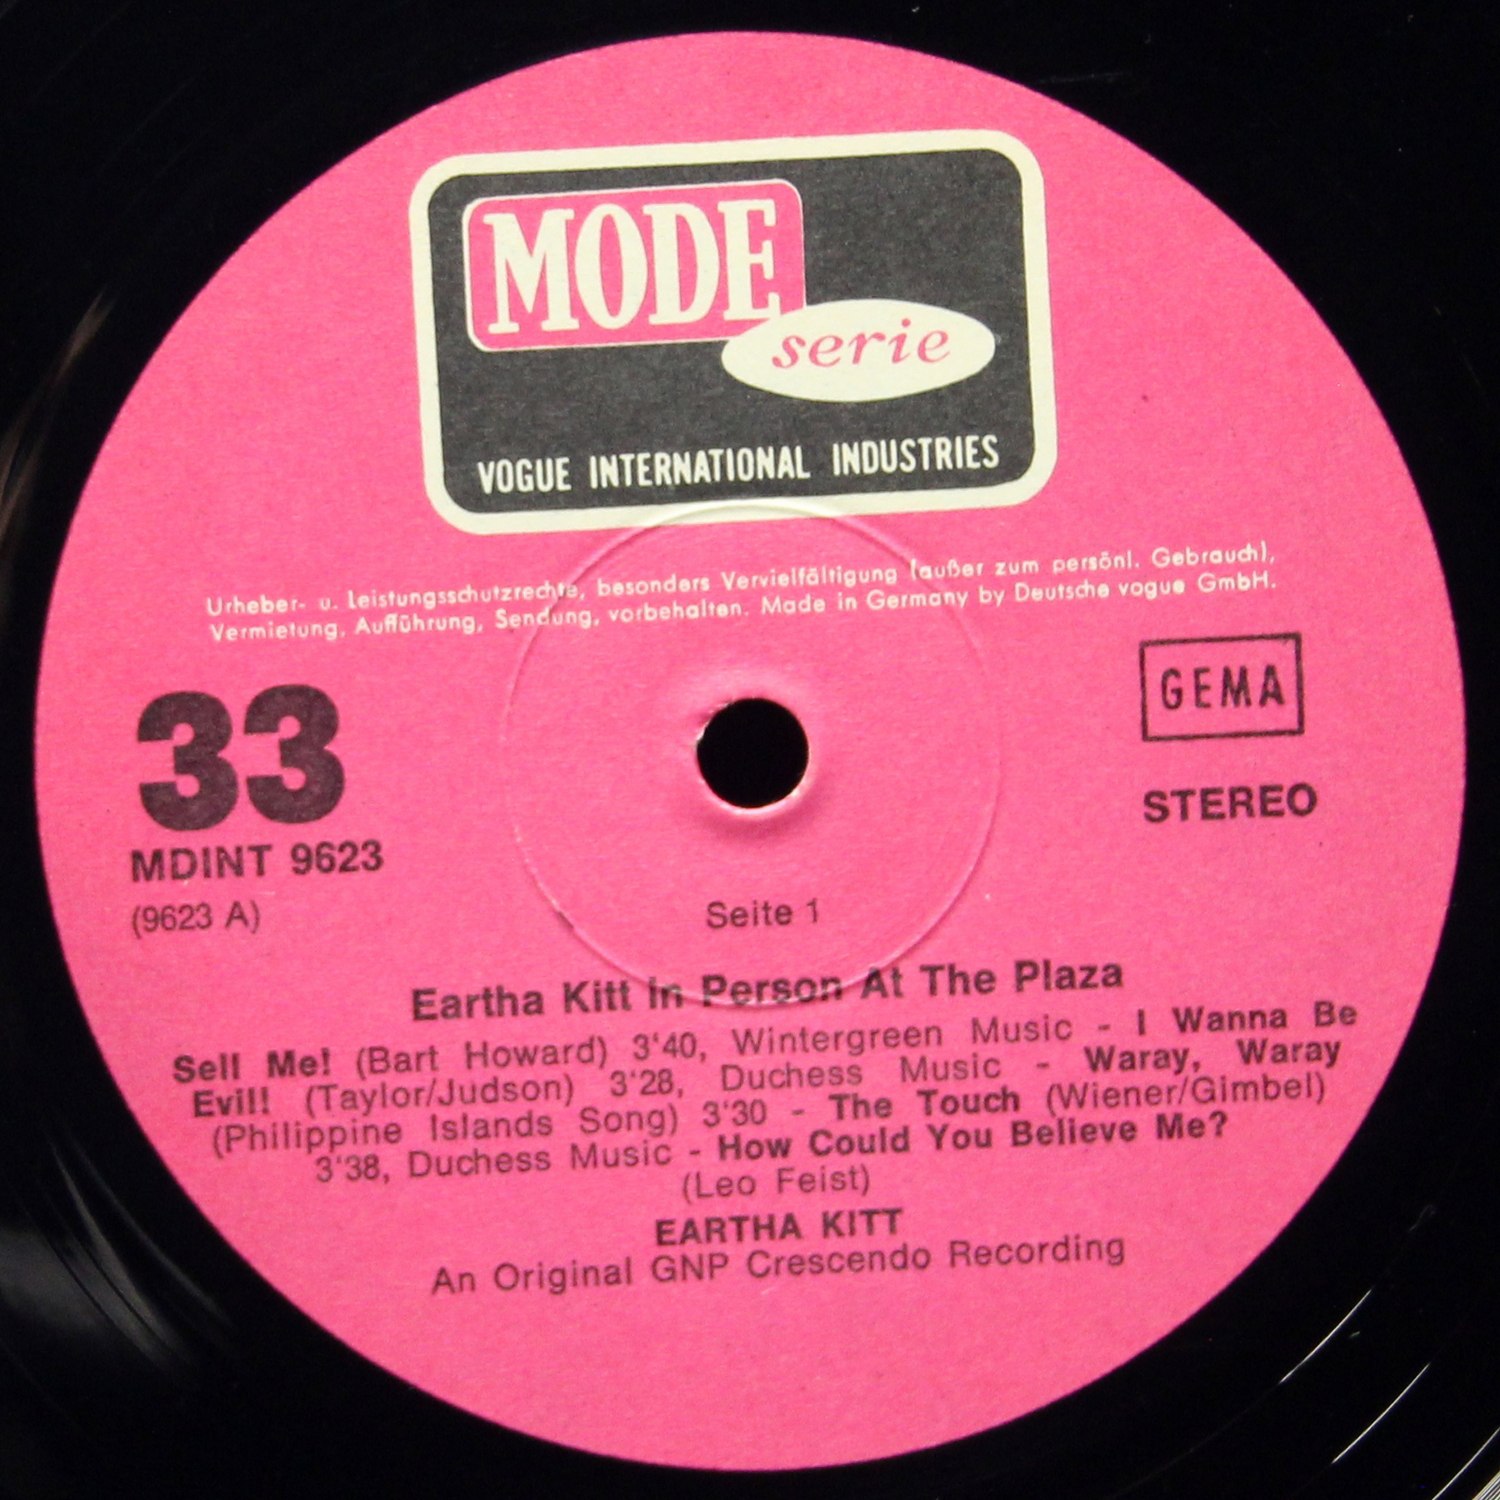 MODE
serie
VOGUE INTERNATIONAL INDUSTRIES
Urheber- u. Leistungsschutzrechte, besonders Vervielfältigung (außer zum persönl. Gebrauch),
Vermietung, Aufführung, Sendung, vorbehalten. Made in Germany by Deutsche vogue GmbH.
33
MDINT 9623
(9623 A)
GEMA
STEREO
Seite 1
Eartha Kitt In Person At The Plaza
Sell Me! (Bart Howard) 3'40, Wintergreen Music - I Wanna Be
Evil! (Taylor/Judson) 3'28, Duchess Music - Waray, Waray
(Philippine Islands Song) 3'30 - The Touch (Wiener/Gimbel)
3'38, Duchess Music - How Could You Believe Me?
(Leo Feist)
EARTHA KITT
An Original GNP Crescendo Recording